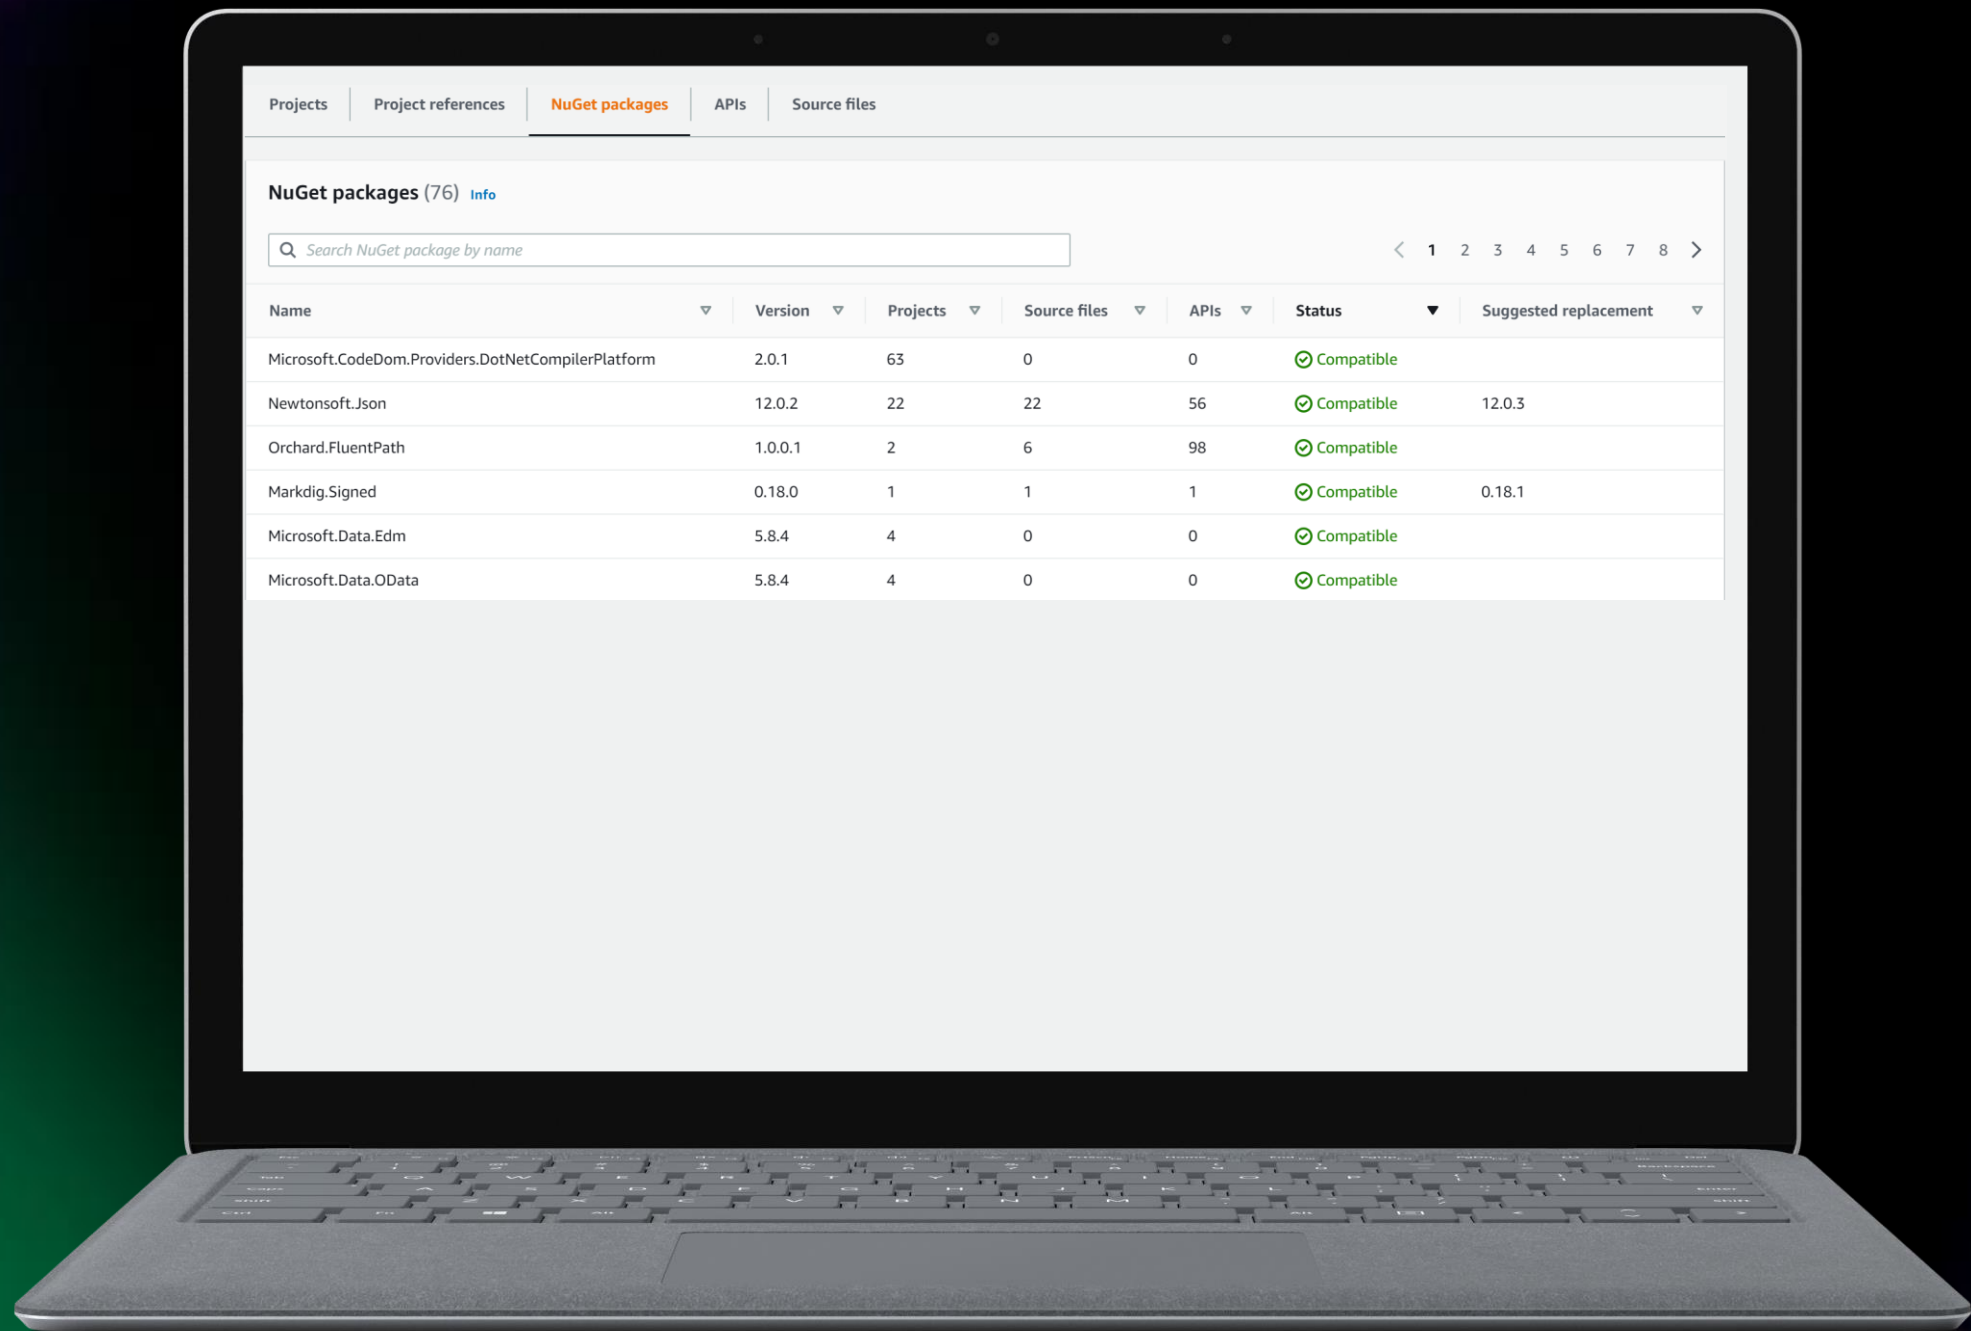 Projects Project references NuGet packages APIs Source files
NuGet packages (76) Info
Search NuGet package by name 1 2 3 4 5 6 7 8
Name Version Projects Source files APIs Status Suggested replacement
Microsoft.CodeDom.Providers.DotNetCompilerPlatform 2.0.1 63 0 0 Compatible
Newtonsoft.Json 12.0.2 22 22 56 Compatible 12.0.3
Orchard.FluentPath 1.0.0.1 2 6 98 Compatible
Markdig.Signed 0.18.0 1 1 1 Compatible 0.18.1
Microsoft.Data.Edm 5.8.4 4 0 0 Compatible
Microsoft.Data.OData 5.8.4 4 0 0 Compatible